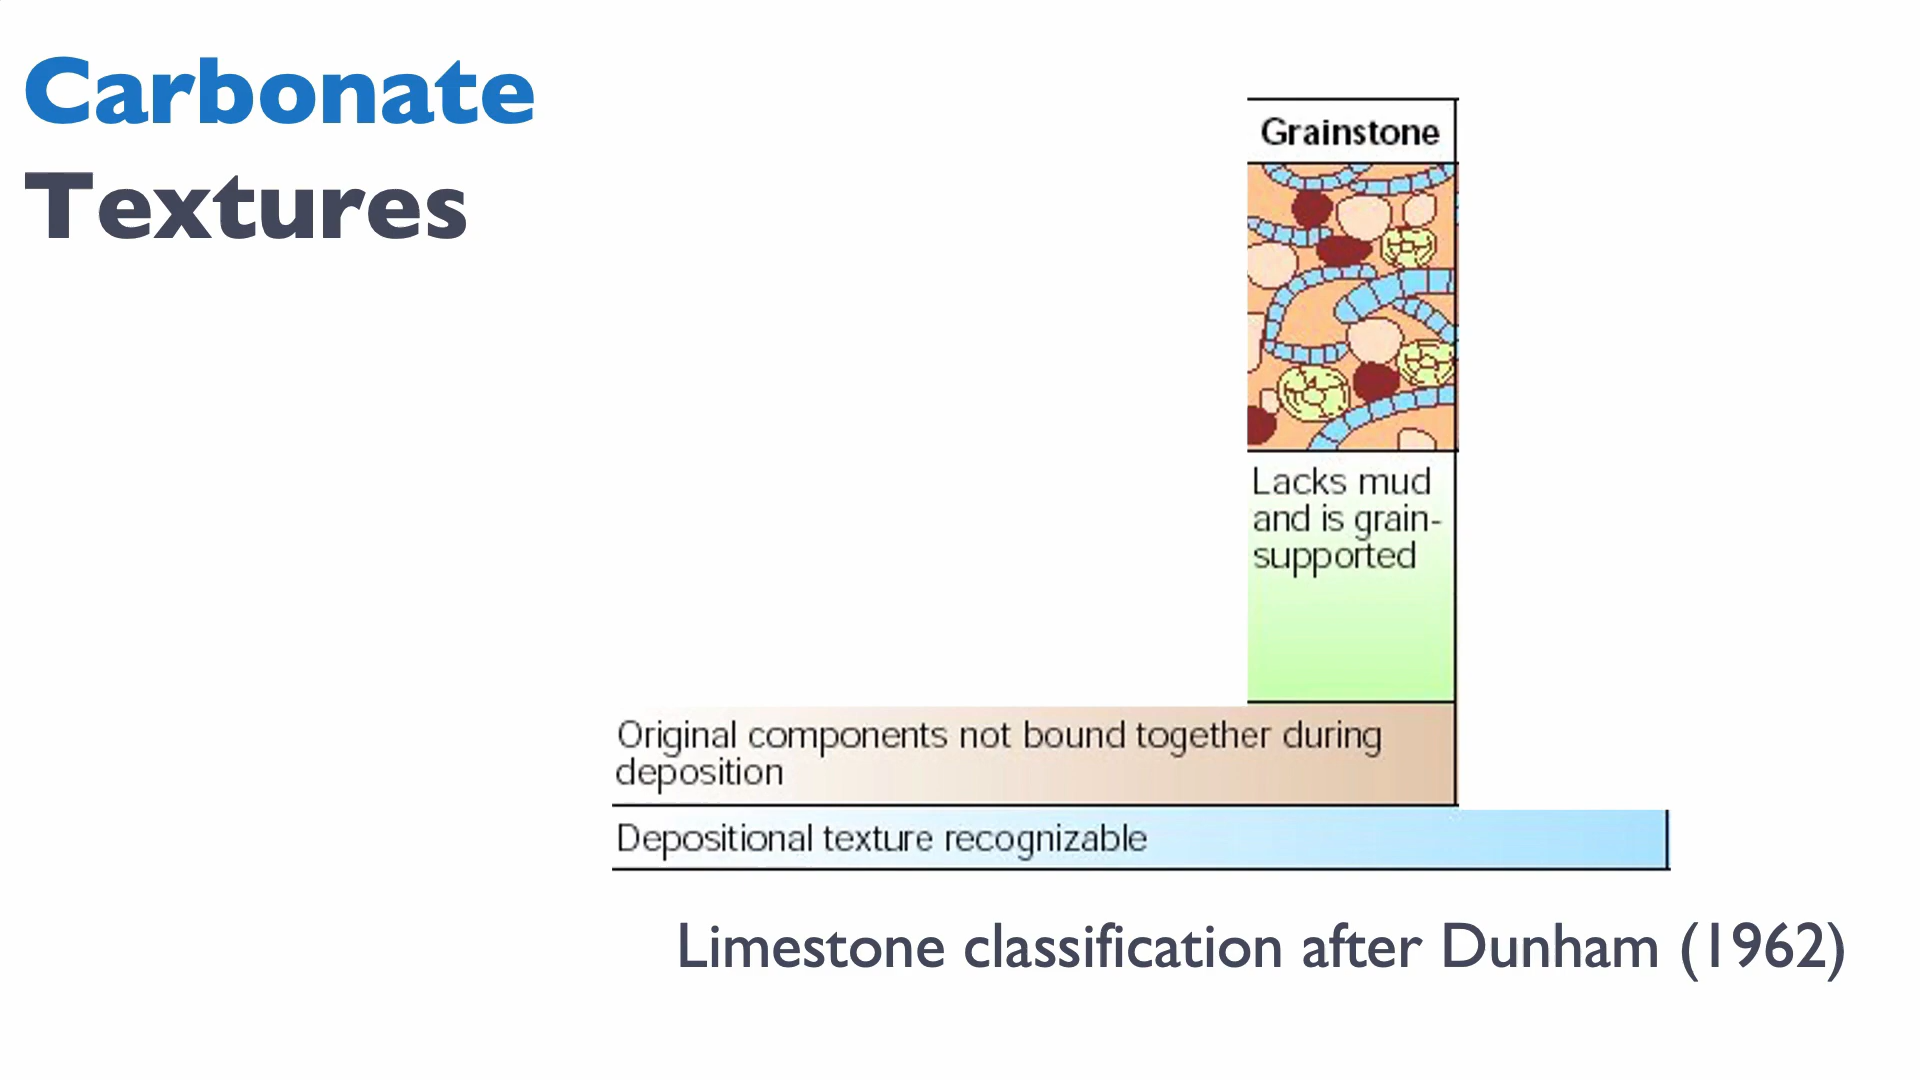 Carbonate
Textures
Grainstone
Lacks mud
and is grain-
supported
Original components not bound together during
deposition
Depositional texture recognizable
Limestone classification after Dunham (1962)